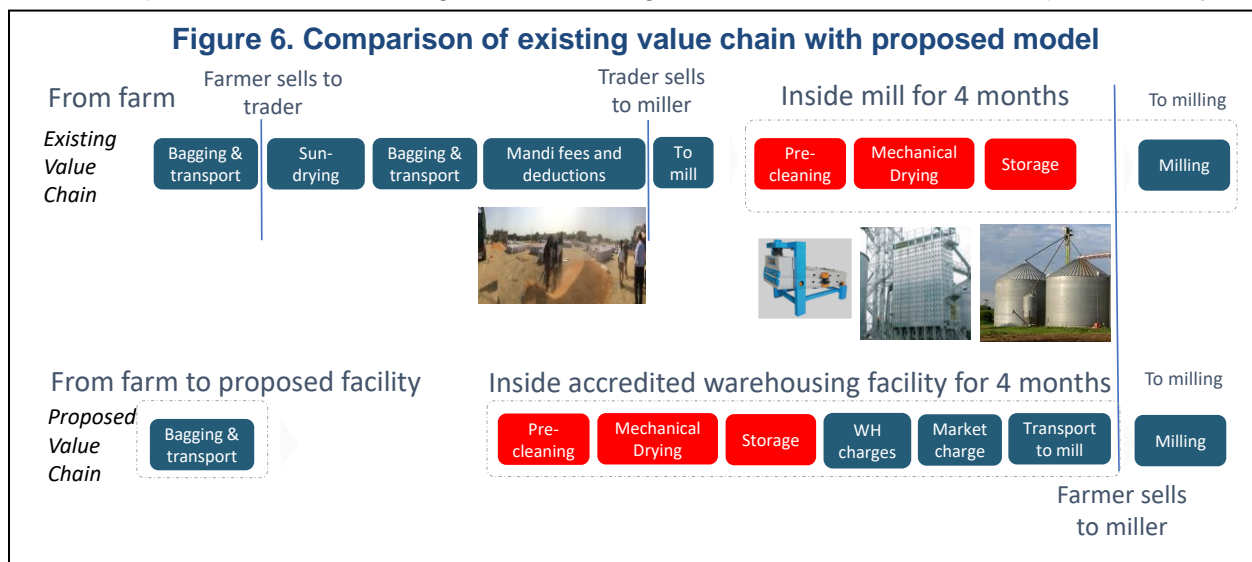 Figure 6. Comparison of existing value chain with proposed model
From farm
Farmer sells to
trader
Trader sells
to miller
Inside mill for 4 months
To milling
Existing
Value
Chain
Bagging &
transport
Sun-
drying
Bagging &
transport
Mandi fees and
deductions
To
mill
Pre-
cleaning
Mechanical
Drying
Storage
Milling
From farm to proposed facility
Inside accredited warehousing facility for 4 months
To milling
Proposed
Value
Chain
Bagging &
transport
Pre-
cleaning
Mechanical
Drying
Storage
WH
charges
Market
charge
Transport
to mill
Milling
Farmer sells
to miller